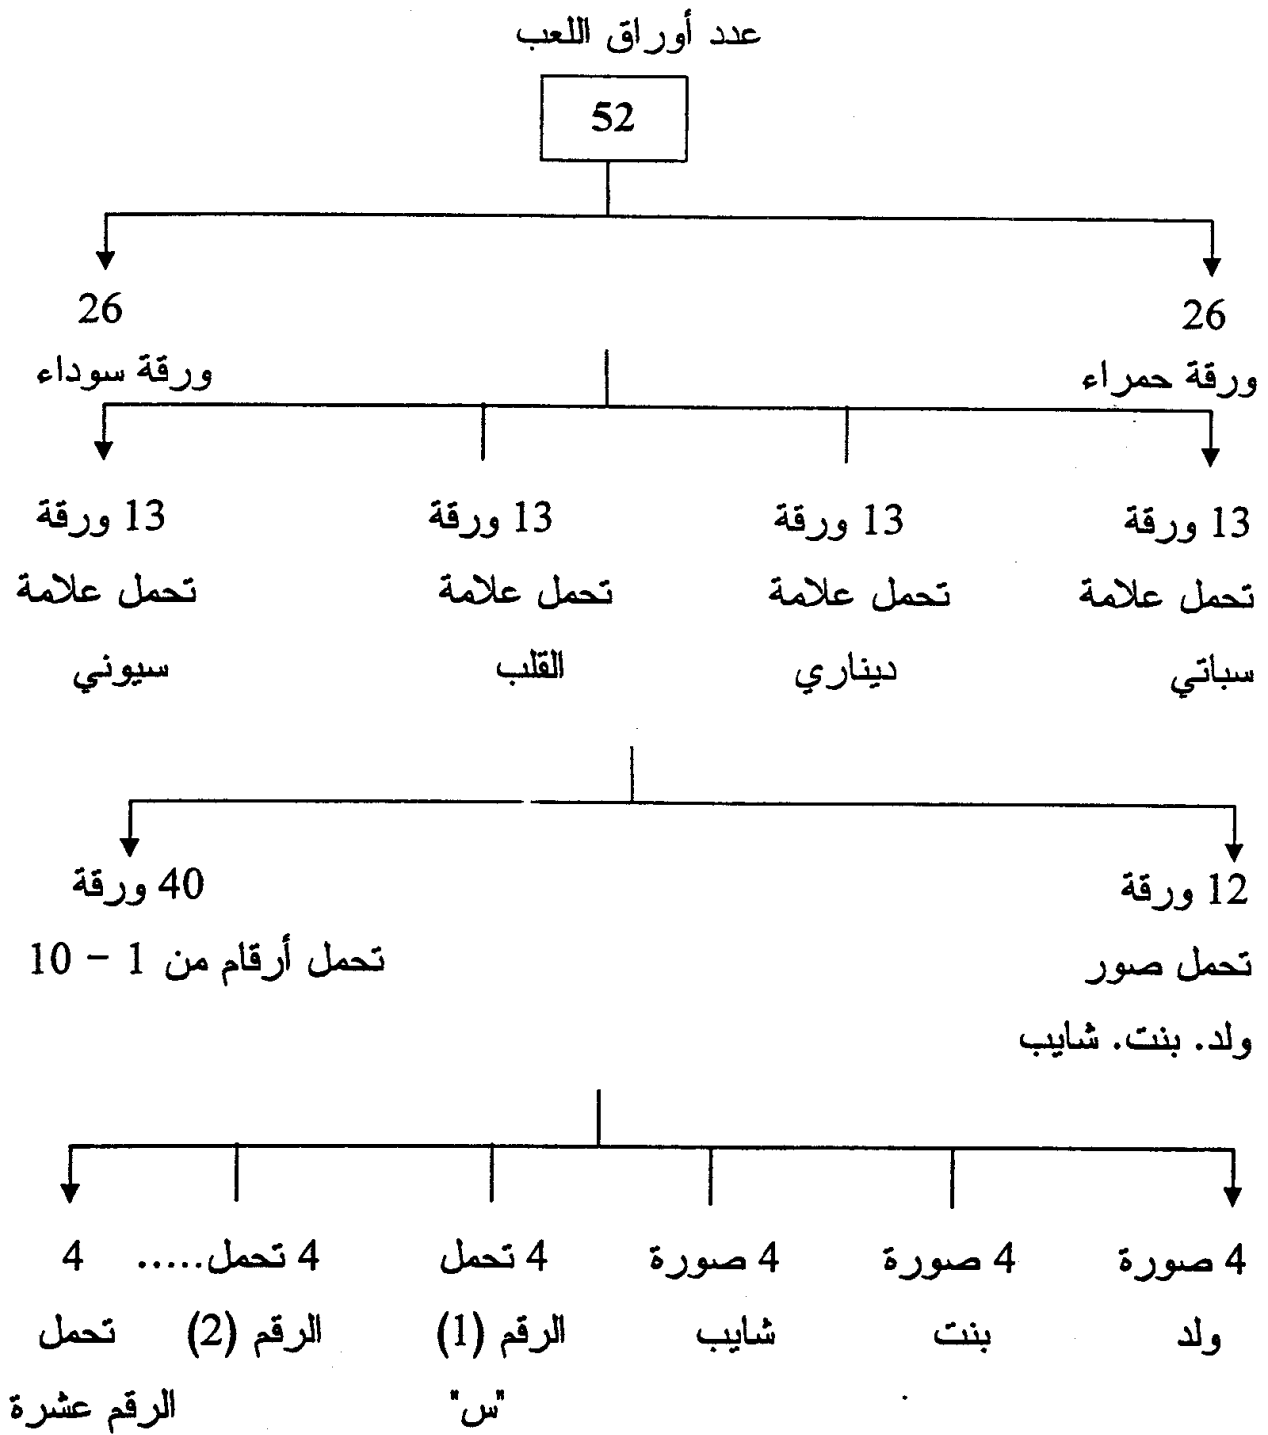 عدد أوراق اللعب
52
26
ورقة حمراء
26
ورقة سوداء
13 ورقة
تحمل علامة
سباتي
13 ورقة
تحمل علامة
ديناري
13 ورقة
تحمل علامة
القلب
13 ورقة
تحمل علامة
سيوني
12 ورقة
تحمل صور
ولد. بنت. شايب
40 ورقة
تحمل أرقام من 1 – 10
4 صورة
ولد
4 صورة
بنت
4 صورة
شايب
4 تحمل
الرقم (1)
"س"
4 تحمل.....
الرقم (2)
4
تحمل
الرقم عشرة